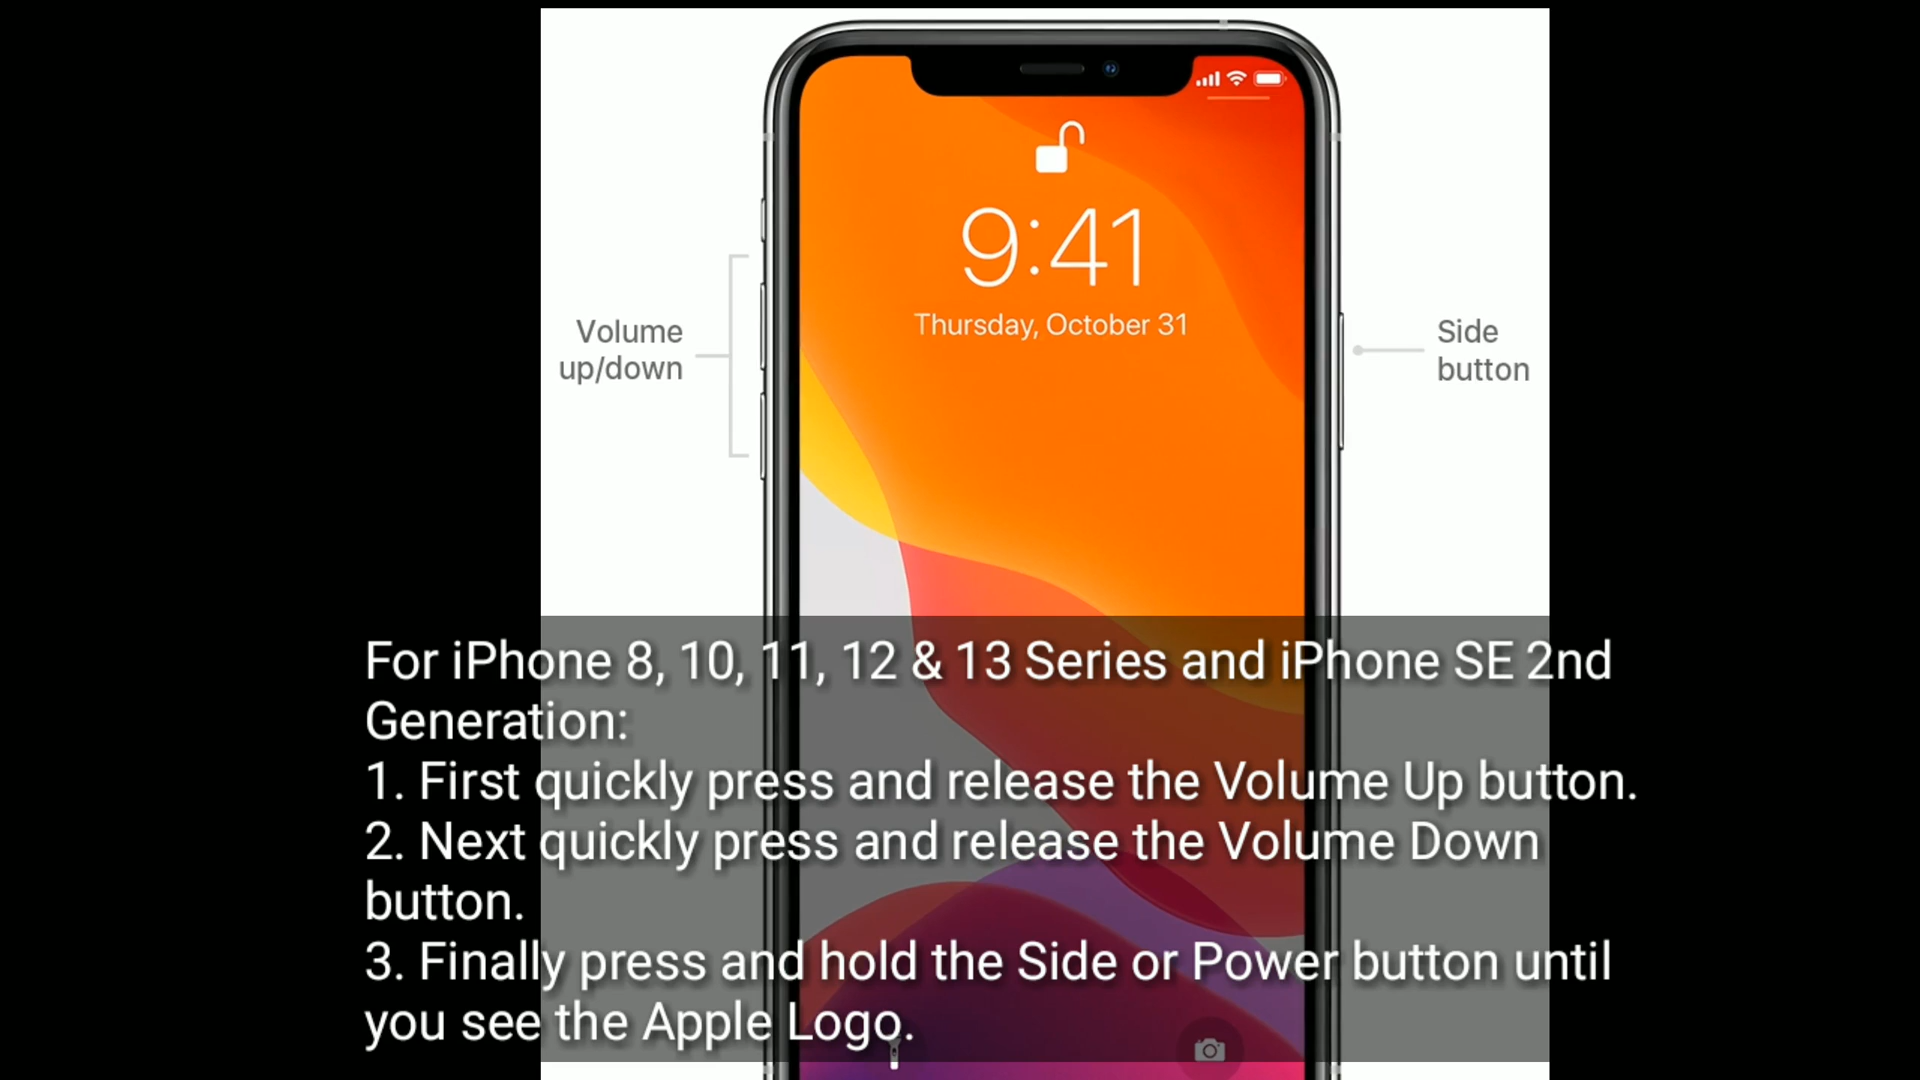 9:41
Thursday, October 31
Volume
up/down
Side
button
For iPhone 8, 10, 11, 12 & 13 Series and iPhone SE 2nd
Generation:
1. First quickly press and release the Volume Up button.
2. Next quickly press and release the Volume Down
button.
3. Finally press and hold the Side or Power button until
you see the Apple Logo.